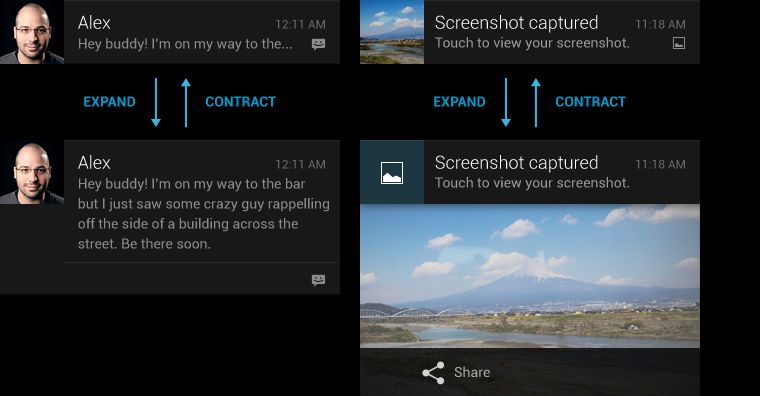 Alex
12:11 AM
Hey buddy! I'm on my way to the...
EXPAND
CONTRACT
Alex
12:11 AM
Hey buddy! I'm on my way to the bar
but I just saw some crazy guy rappelling
off the side of a building across the
street. Be there soon.
Screenshot captured
11:18 AM
Touch to view your screenshot.
EXPAND
CONTRACT
Screenshot captured
11:18 AM
Touch to view your screenshot.
Share